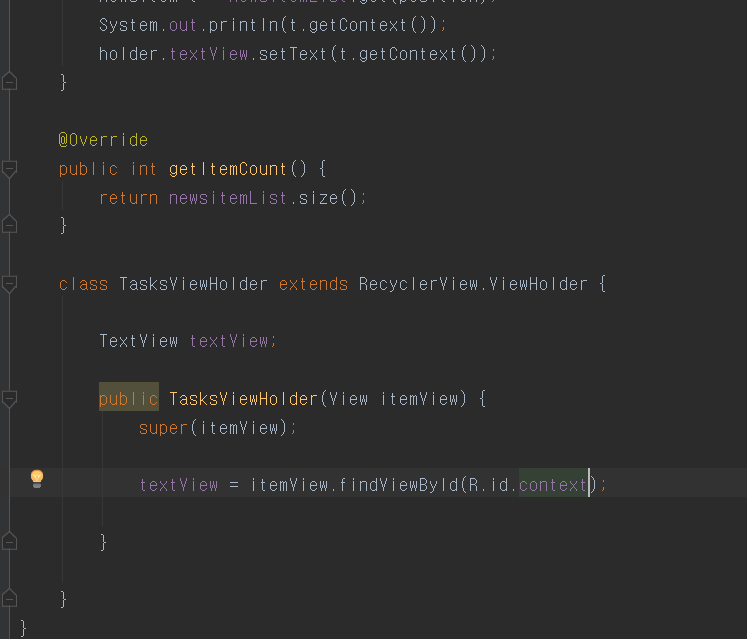 System.out.println(t.getContext());
holder.textView.setText(t.getContext());
}
@Override
public int getItemCount() {
return newsitemList.size();
}
class TasksViewHolder extends RecyclerView.ViewHolder {
TextView textView;
public TasksViewHolder(View itemView) {
super(itemView);
textView = itemView.findViewById(R.id.context);
}
}
}